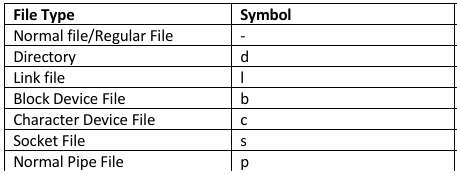 File Type Symbol
Normal file/Regular File -
Directory d
Link file l
Block Device File b
Character Device File c
Socket File s
Normal Pipe File p